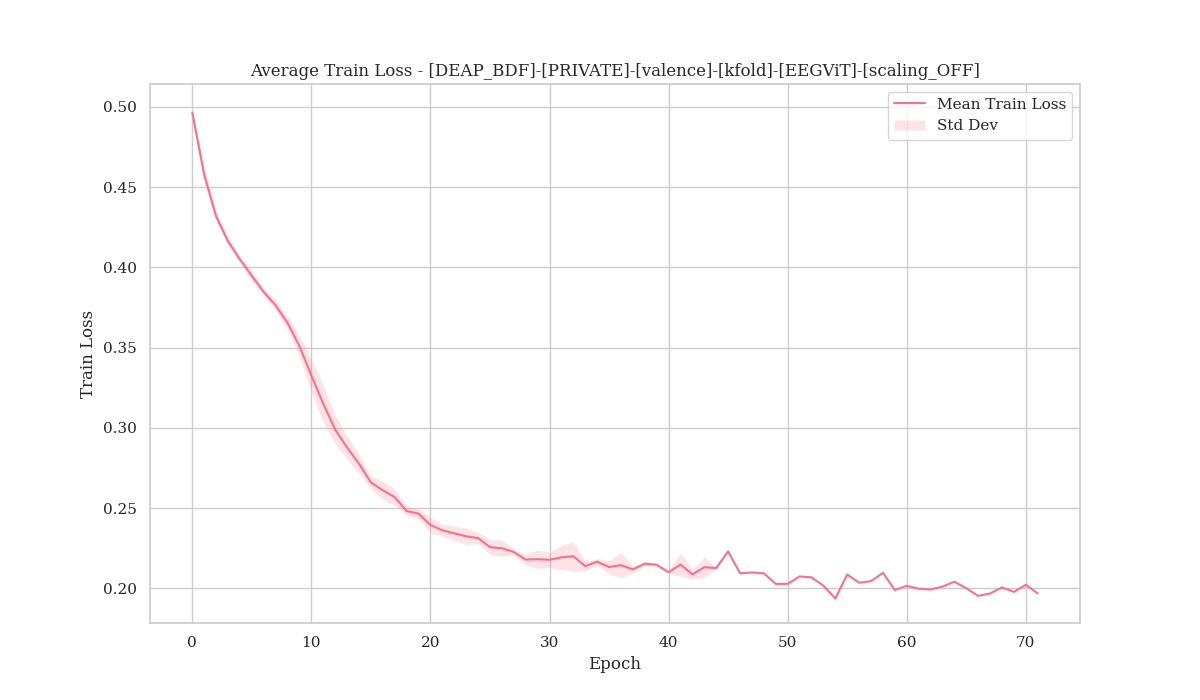 Average Train Loss - [DEAP_BDF]-[PRIVATE]-[valence]-[kfold]-[EEGViT]-[scaling_OFF]
Mean Train Loss
Std Dev
0.50
0.45
0.40
0.35
0.30
0.25
0.20
Train Loss
0 10 20 30 40 50 60 70
Epoch